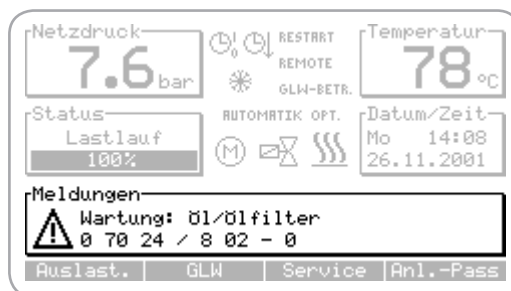 Netzdruck
7.6 bar
RESTART
REMOTE
GLW-BETR.
Temperatur
78 °C
Status
Lastlauf
100%
AUTOMATIK OPT.
M
Datum/Zeit
Mo 14:08
26.11.2001
Meldungen
Wartung: Öl/Ölfilter
0 70 24 / 8 02 - 0
Auslast. GLW Service Anl.-Pass